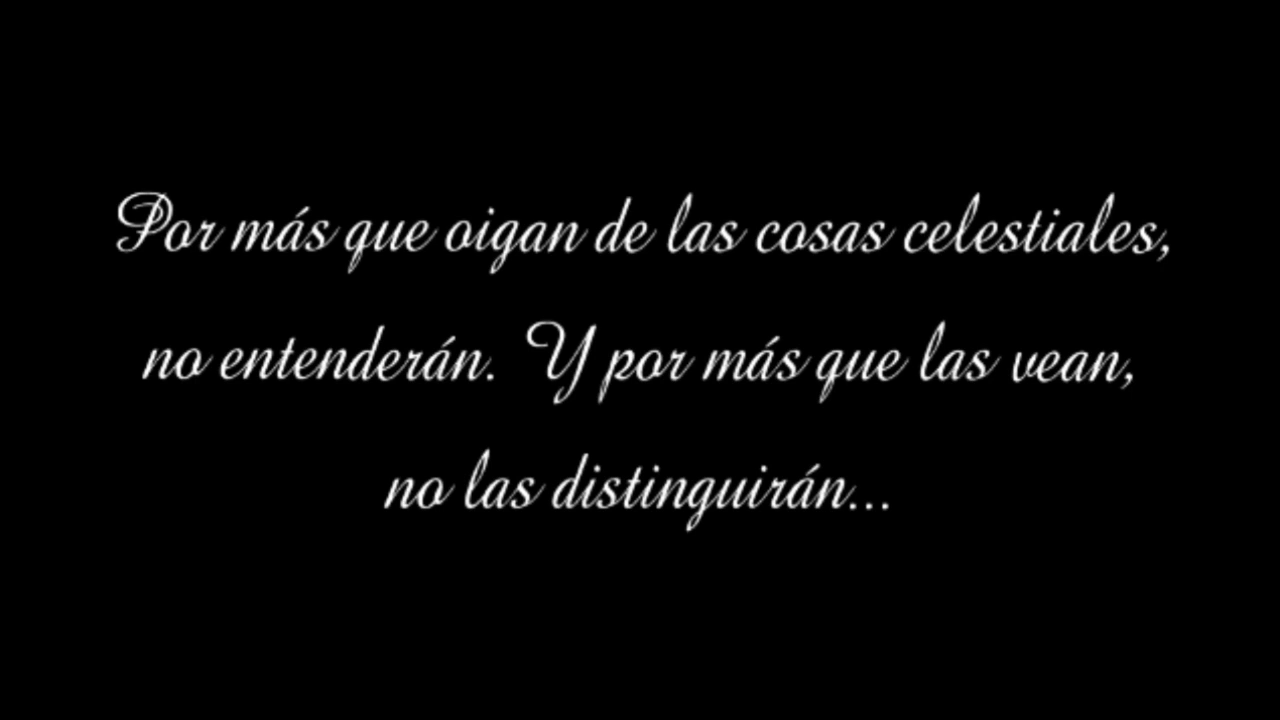 Por más que oigan de las cosas celestiales,
no entenderán. Y por más que las vean,
no las distinguirán...